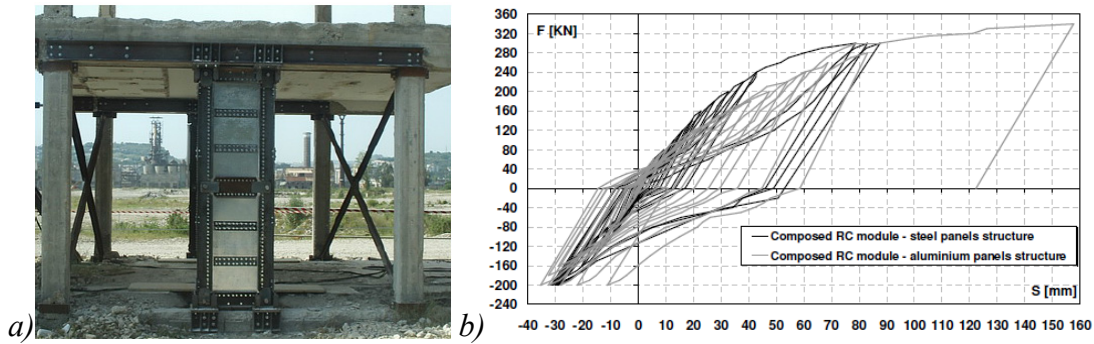 a)
b)
F [KN]
360
320
280
240
200
160
120
80
40
0
-40
-80
-120
-160
-200
-240
Composed RC module - steel panels structure
Composed RC module - aluminium panels structure
S [mm]
-40 -30 -20 -10 0 10 20 30 40 50 60 70 80 90 100 110 120 130 140 150 160